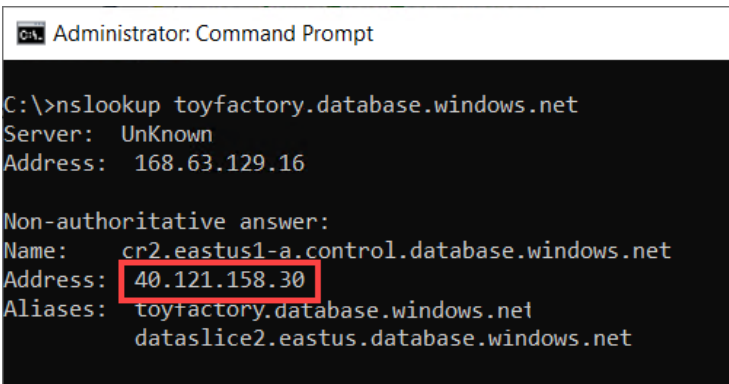 Administrator: Command Prompt
C:\>nslookup toyfactory.database.windows.net
Server:  UnKnown
Address:  168.63.129.16
Non-authoritative answer:
Name:    cr2.eastus1-a.control.database.windows.net
Address:  40.121.158.30
Aliases:  toyfactory.database.windows.net
          dataslice2.eastus.database.windows.net